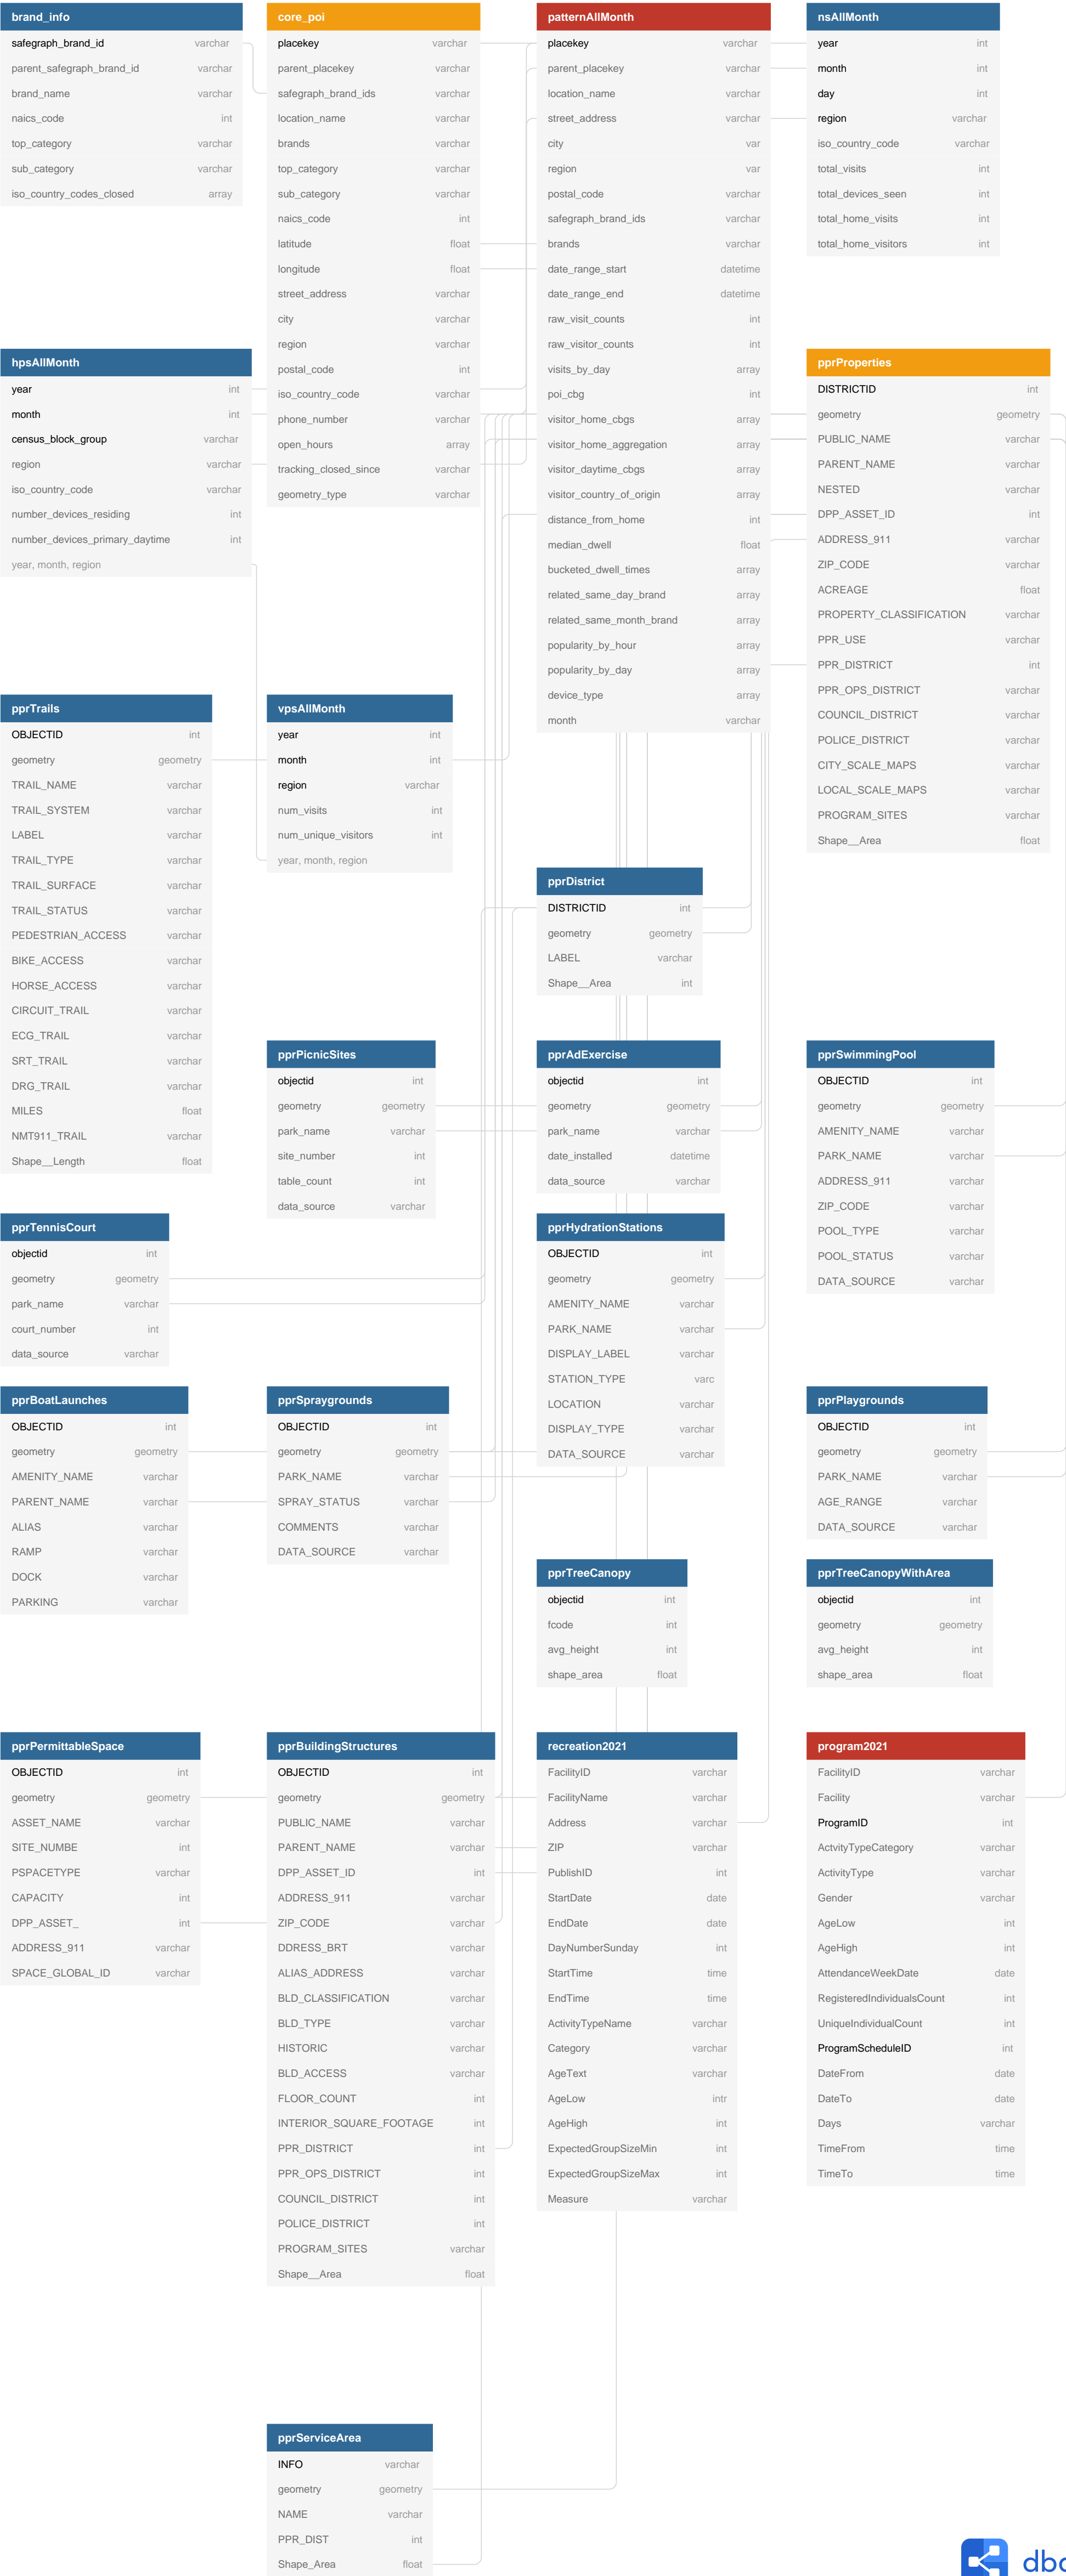 brand_info
safegraph_brand_id varchar
parent_safegraph_brand_id varchar
brand_name varchar
naics_code int
top_category varchar
sub_category varchar
iso_country_codes_closed array
core_poi
placekey varchar
parent_placekey varchar
safegraph_brand_ids varchar
location_name varchar
brands varchar
top_category varchar
sub_category varchar
naics_code int
latitude float
longitude float
street_address varchar
city varchar
region varchar
postal_code int
iso_country_code varchar
phone_number varchar
open_hours array
tracking_closed_since varchar
geometry_type varchar
patternAllMonth
placekey varchar
parent_placekey varchar
location_name varchar
street_address varchar
city var
region var
postal_code varchar
safegraph_brand_ids varchar
brands varchar
date_range_start datetime
date_range_end datetime
raw_visit_counts int
raw_visitor_counts int
visits_by_day array
poi_cbg int
visitor_home_cbgs array
visitor_home_aggregation array
visitor_daytime_cbgs array
visitor_country_of_origin array
distance_from_home int
median_dwell float
bucketed_dwell_times array
related_same_day_brand array
related_same_month_brand array
popularity_by_hour array
popularity_by_day array
device_type array
month varchar
nsAllMonth
year int
month int
day int
region varchar
iso_country_code varchar
total_visits int
total_devices_seen int
total_home_visits int
total_home_visitors int
hpsAllMonth
year int
month int
census_block_group varchar
region varchar
iso_country_code varchar
number_devices_residing int
number_devices_primary_daytime int
year, month, region
pprProperties
DISTRICTID int
geometry geometry
PUBLIC_NAME varchar
PARENT_NAME varchar
NESTED varchar
DPP_ASSET_ID int
ADDRESS_911 varchar
ZIP_CODE varchar
ACREAGE float
PROPERTY_CLASSIFICATION varchar
PPR_USE varchar
PPR_DISTRICT int
PPR_OPS_DISTRICT varchar
COUNCIL_DISTRICT varchar
POLICE_DISTRICT varchar
CITY_SCALE_MAPS varchar
LOCAL_SCALE_MAPS varchar
PROGRAM_SITES varchar
Shape__Area float
pprTrails
OBJECTID int
geometry geometry
TRAIL_NAME varchar
TRAIL_SYSTEM varchar
LABEL varchar
TRAIL_TYPE varchar
TRAIL_SURFACE varchar
TRAIL_STATUS varchar
PEDESTRIAN_ACCESS varchar
BIKE_ACCESS varchar
HORSE_ACCESS varchar
CIRCUIT_TRAIL varchar
ECG_TRAIL varchar
SRT_TRAIL varchar
DRG_TRAIL varchar
MILES float
NMT911_TRAIL varchar
Shape__Length float
vpsAllMonth
year int
month int
region varchar
num_visits int
num_unique_visitors int
year, month, region
pprDistrict
DISTRICTID int
geometry geometry
LABEL varchar
Shape__Area int
pprPicnicSites
objectid int
geometry geometry
park_name varchar
site_number int
table_count int
data_source varchar
pprAdExercise
objectid int
geometry geometry
park_name varchar
date_installed datetime
data_source varchar
pprSwimmingPool
OBJECTID int
geometry geometry
AMENITY_NAME varchar
PARK_NAME varchar
ADDRESS_911 varchar
ZIP_CODE varchar
POOL_TYPE varchar
POOL_STATUS varchar
DATA_SOURCE varchar
pprTennisCourt
objectid int
geometry geometry
park_name varchar
court_number int
data_source varchar
pprHydrationStations
OBJECTID int
geometry geometry
AMENITY_NAME varchar
PARK_NAME varchar
DISPLAY_LABEL varchar
STATION_TYPE varc
LOCATION varchar
DISPLAY_TYPE varchar
DATA_SOURCE varchar
pprBoatLaunches
OBJECTID int
geometry geometry
AMENITY_NAME varchar
PARENT_NAME varchar
ALIAS varchar
RAMP varchar
DOCK varchar
PARKING varchar
pprSpraygrounds
OBJECTID int
geometry geometry
PARK_NAME varchar
SPRAY_STATUS varchar
COMMENTS varchar
DATA_SOURCE varchar
pprPlaygrounds
OBJECTID int
geometry geometry
PARK_NAME varchar
AGE_RANGE varchar
DATA_SOURCE varchar
pprTreeCanopy
objectid int
fcode int
avg_height int
shape_area float
pprTreeCanopyWithArea
objectid int
geometry geometry
avg_height int
shape_area float
pprPermittableSpace
OBJECTID int
geometry geometry
ASSET_NAME varchar
SITE_NUMBE int
PSPACETYPE varchar
CAPACITY int
DPP_ASSET_ int
ADDRESS_911 varchar
SPACE_GLOBAL_ID varchar
pprBuildingStructures
OBJECTID int
geometry geometry
PUBLIC_NAME varchar
PARENT_NAME varchar
DPP_ASSET_ID int
ADDRESS_911 varchar
ZIP_CODE varchar
DDRESS_BRT varchar
ALIAS_ADDRESS varchar
BLD_CLASSIFICATION varchar
BLD_TYPE varchar
HISTORIC varchar
BLD_ACCESS varchar
FLOOR_COUNT int
INTERIOR_SQUARE_FOOTAGE int
PPR_DISTRICT int
PPR_OPS_DISTRICT int
COUNCIL_DISTRICT int
POLICE_DISTRICT int
PROGRAM_SITES varchar
Shape__Area float
recreation2021
FacilityID varchar
FacilityName varchar
Address varchar
ZIP varchar
PublishID int
StartDate date
EndDate date
DayNumberSunday int
StartTime time
EndTime time
ActivityTypeName varchar
Category varchar
AgeText varchar
AgeLow intr
AgeHigh int
ExpectedGroupSizeMin int
ExpectedGroupSizeMax int
Measure varchar
program2021
FacilityID varchar
Facility varchar
ProgramID int
ActvityTypeCategory varchar
ActivityType varchar
Gender varchar
AgeLow int
AgeHigh int
AttendanceWeekDate date
RegisteredIndividualsCount int
UniqueIndividualCount int
ProgramScheduleID int
DateFrom date
DateTo date
Days varchar
TimeFrom time
TimeTo time
pprServiceArea
INFO varchar
geometry geometry
NAME varchar
PPR_DIST int
Shape_Area float